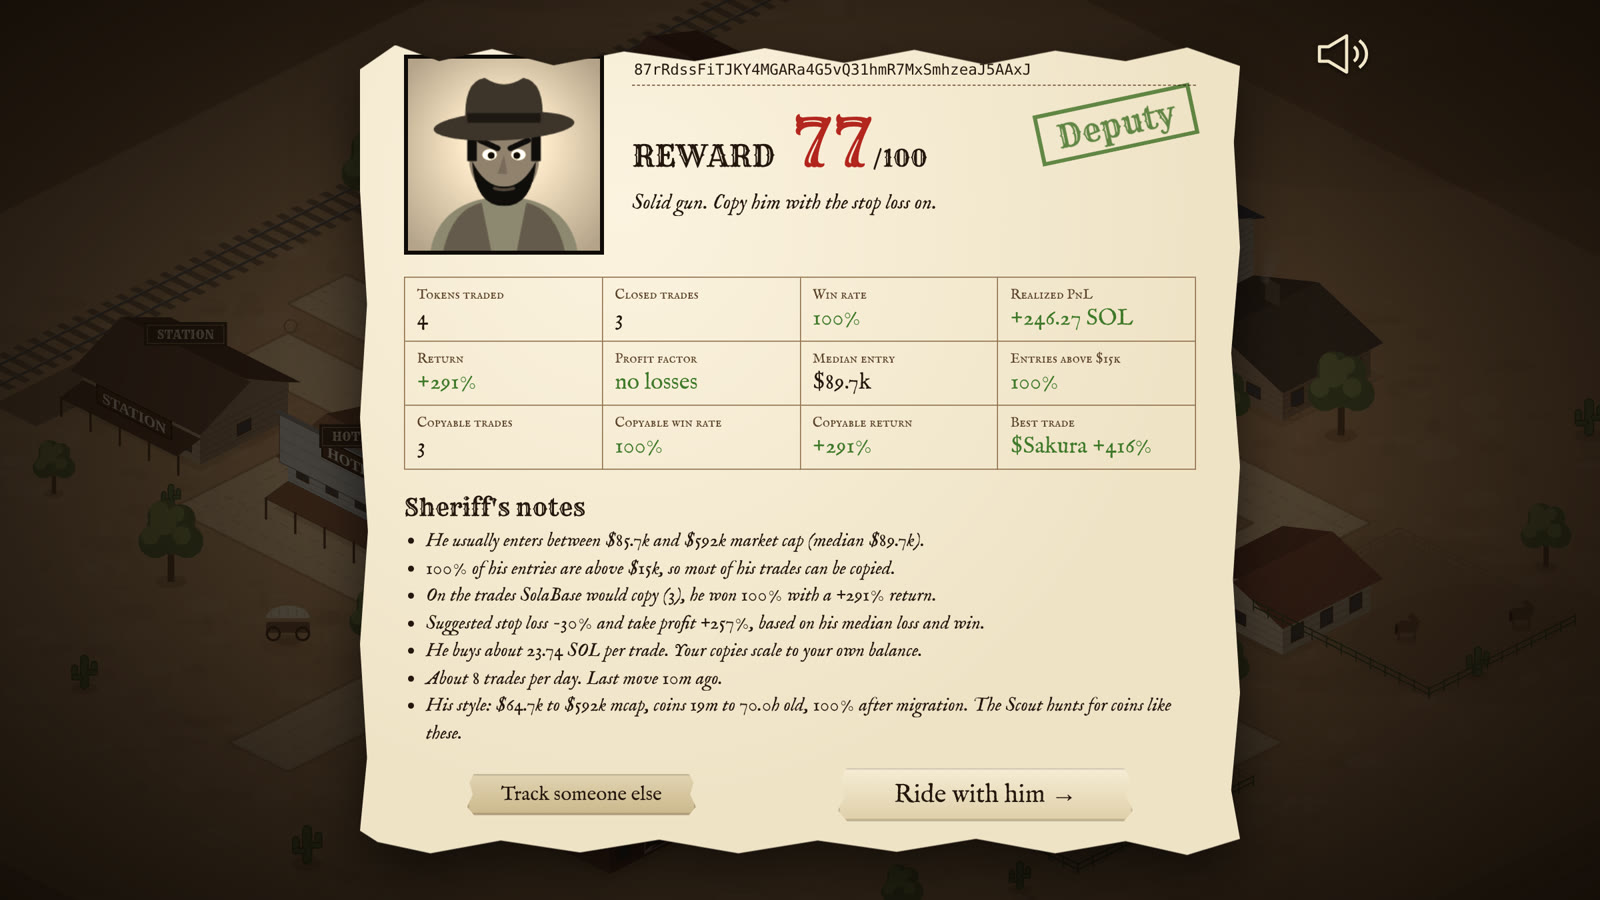 87rRdssFiTJKY4MGARa4G5vQ31hmR7MxSmhzeaJ5AAxJ
Deputy
REWARD 77/100
Solid gun. Copy him with the stop loss on.
Tokens traded
4
Closed trades
3
Win rate
100%
Realized PnL
+246.27 SOL
Return
+291%
Profit factor
no losses
Median entry
$89.7k
Entries above $15k
100%
Copyable trades
3
Copyable win rate
100%
Copyable return
+291%
Best trade
$Sakura +416%
Sheriff's notes
• He usually enters between $85.7k and $592k market cap (median $89.7k).
• 100% of his entries are above $15k, so most of his trades can be copied.
• On the trades SolaBase would copy (3), he won 100% with a +291% return.
• Suggested stop loss -30% and take profit +257%, based on his median loss and win.
• He buys about 23.74 SOL per trade. Your copies scale to your own balance.
• About 8 trades per day. Last move 10m ago.
• His style: $64.7k to $592k mcap, coins 19m to 70.0h old, 100% after migration. The Scout hunts for coins like
these.
Track someone else
Ride with him →
STATION
STATION
HOT
HOT